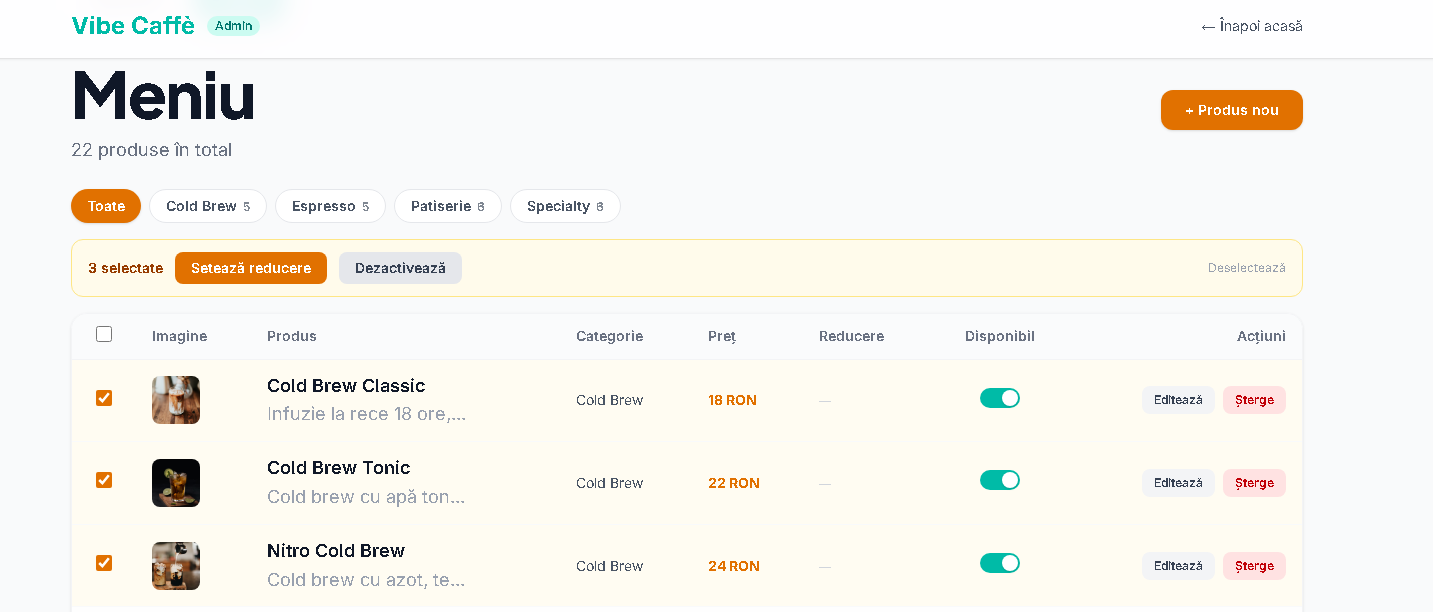 Vibe Caffè Admin ← Înapoi acasă
Meniu
+ Produs nou
22 produse în total
Toate Cold Brew 5 Espresso 5 Patiserie 6 Specialty 6
3 selectate Setează reducere Dezactivează Deselectează
Imagine Produs Categorie Preț Reducere Disponibil Acțiuni
Cold Brew Classic
Infuzie la rece 18 ore,...
Cold Brew 18 RON — Editează Șterge
Cold Brew Tonic
Cold brew cu apă ton...
Cold Brew 22 RON — Editează Șterge
Nitro Cold Brew
Cold brew cu azot, te...
Cold Brew 24 RON — Editează Șterge